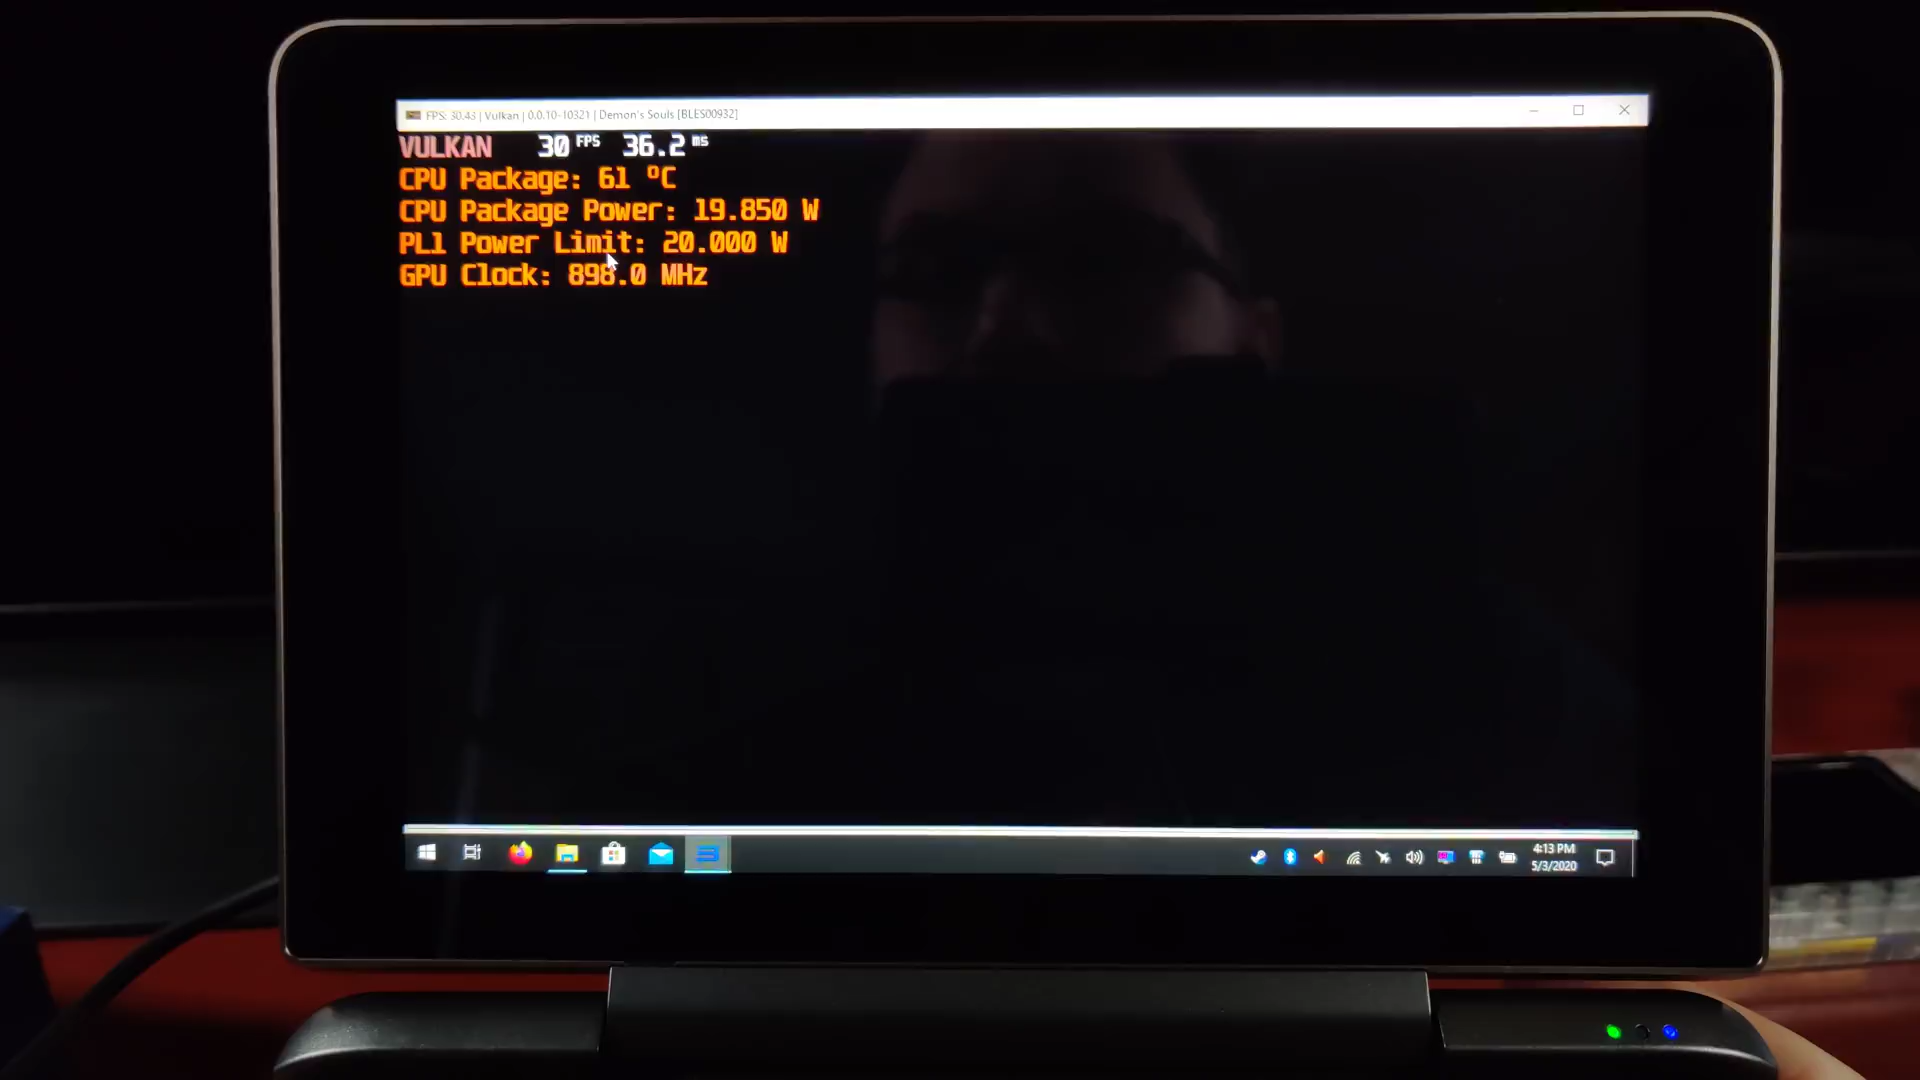 FPS: 30.43 | Vulkan | 0.0.10-10321 | Demon's Souls [BLES00932]
VULKAN 30 FPS 36.2 ms
CPU Package: 61 ºC
CPU Package Power: 19.850 W
PL1 Power Limit: 20.000 W
GPU Clock: 898.0 MHz
4:13 PM
5/3/2020